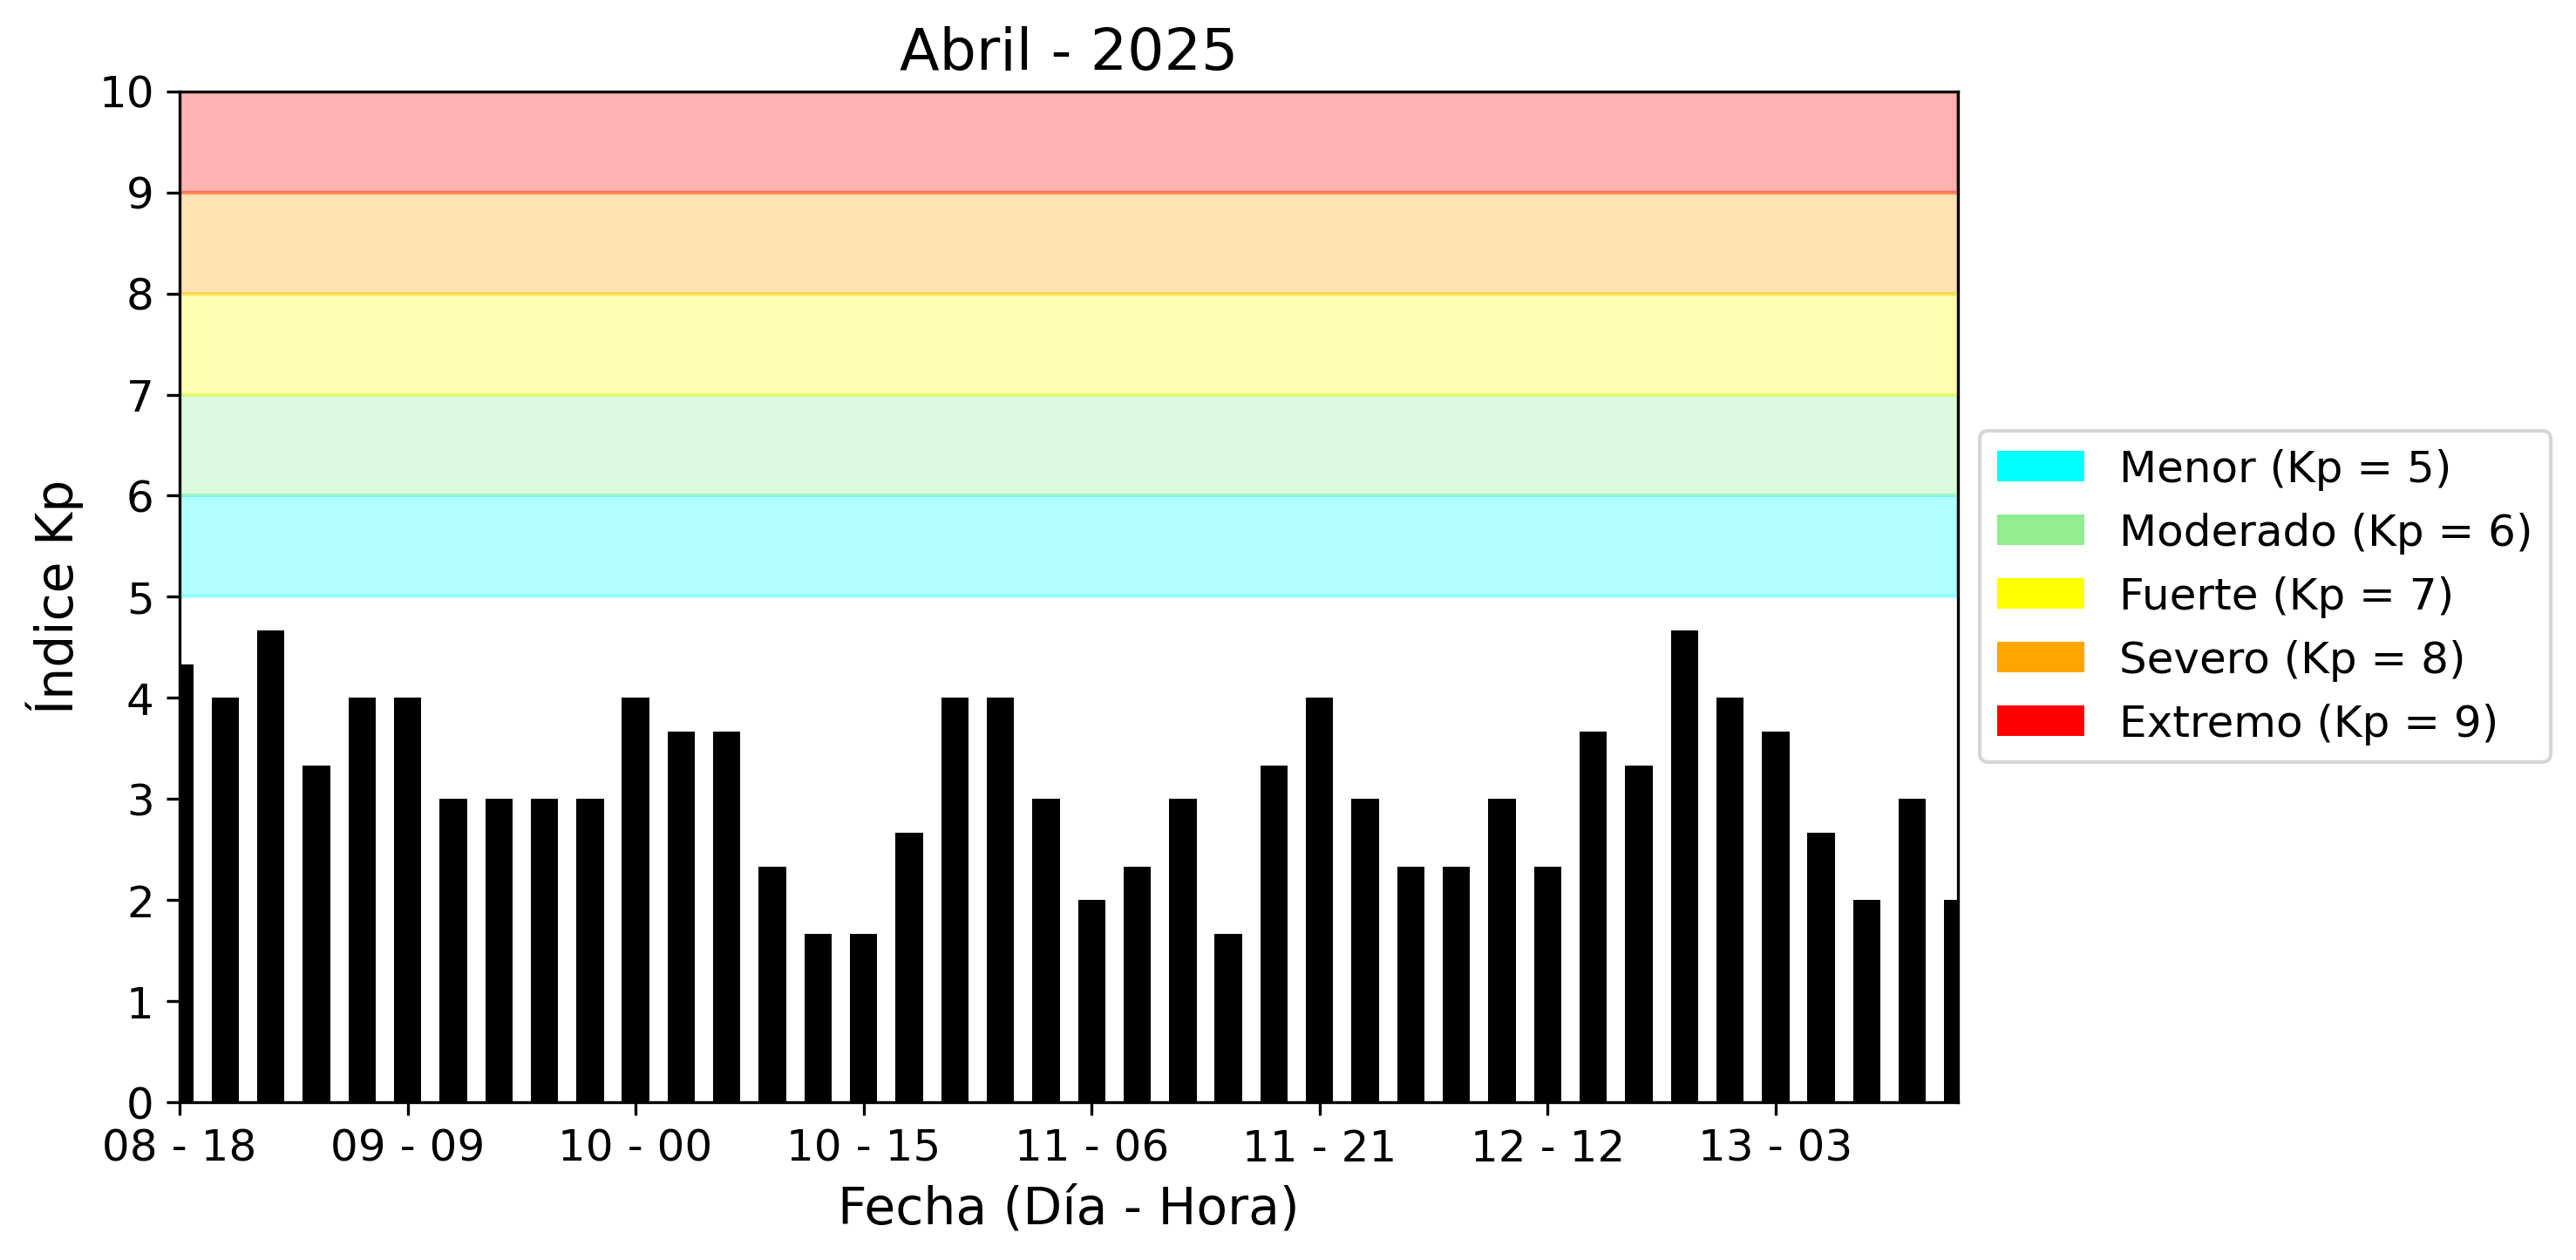 Abril - 2025
10
9
8
7
6
5
4
3
2
1
0
Índice Kp
08 - 18
09 - 09
10 - 00
10 - 15
11 - 06
11 - 21
12 - 12
13 - 03
Fecha (Día - Hora)
Menor (Kp = 5)
Moderado (Kp = 6)
Fuerte (Kp = 7)
Severo (Kp = 8)
Extremo (Kp = 9)